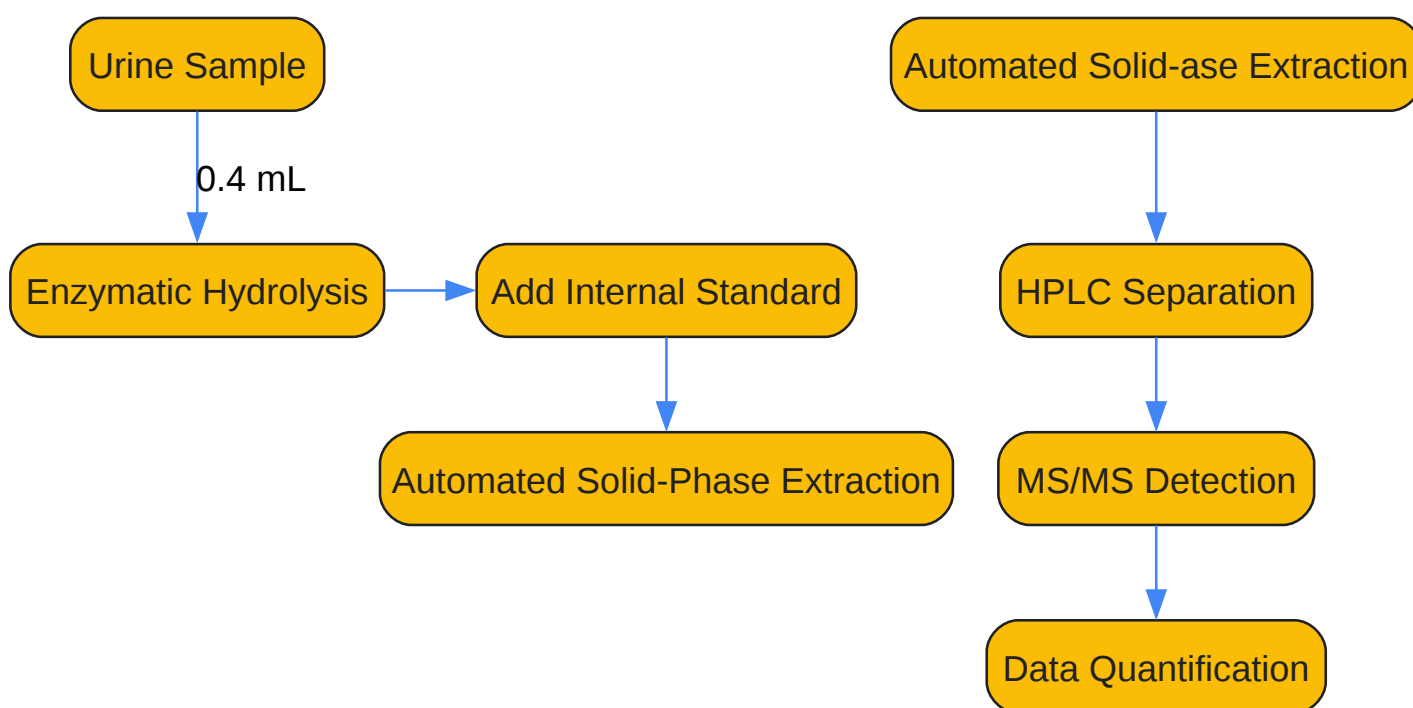 Urine Sample
0.4 mL
Enzymatic Hydrolysis
Add Internal Standard
Automated Solid-Phase Extraction
Automated Solid-ase Extraction
HPLC Separation
MS/MS Detection
Data Quantification